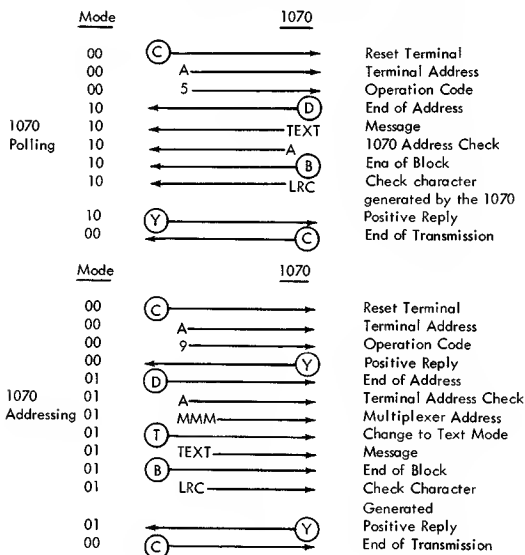 Mode 1070
00 C Reset Terminal
00 A Terminal Address
00 5 Operation Code
10 D End of Address
1070 10 TEXT Message
Polling 10 A 1070 Address Check
10 B End of Block
10 LRC Check character
generated by the 1070
10 Y Positive Reply
00 C End of Transmission
Mode 1070
00 C Reset Terminal
00 A Terminal Address
00 9 Operation Code
00 Y Positive Reply
01 D End of Address
1070 01 A Terminal Address Check
Addressing 01 MMM Multiplexer Address
01 T Change to Text Mode
01 TEXT Message
01 B End of Block
01 LRC Check Character
Generated
01 Y Positive Reply
00 C End of Transmission